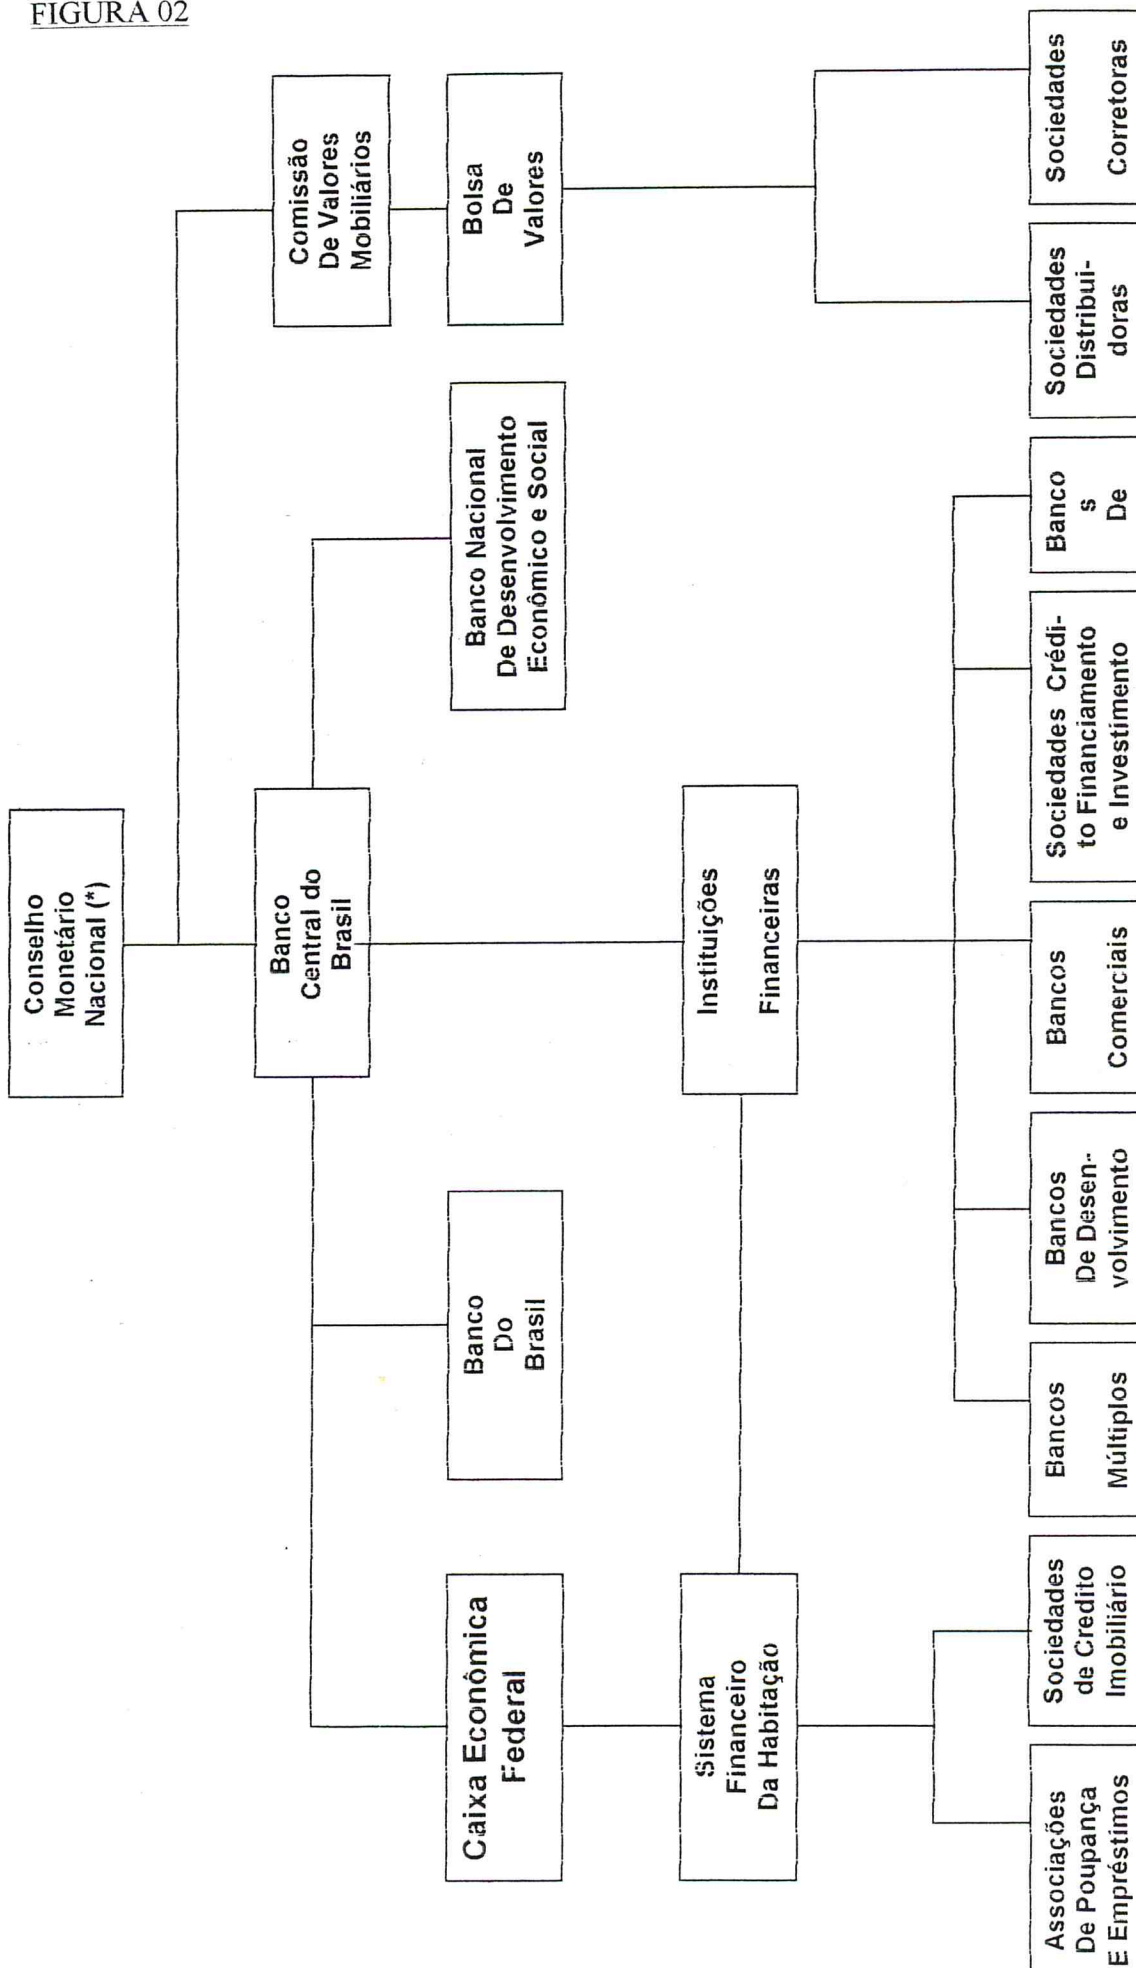 FIGURA 02
Conselho
Monetário
Nacional (*)
Banco
Central do
Brasil
Comissão
De Valores
Mobiliários
Caixa Econômica
Federal
Banco
Do
Brasil
Banco Nacional
De Desenvolvimento
Econômico e Social
Bolsa
De
Valores
Sistema
Financeiro
Da Habitação
Instituições
Financeiras
Associações
De Poupança
E Empréstimos
Sociedades
de Credito
Imobiliário
Bancos
Múltiplos
Bancos
De Desen-
volvimento
Bancos
Comerciais
Sociedades Crédi-
to Financiamento
e Investimento
Banco
s
De
Sociedades
Distribui-
doras
Sociedades
Corretoras